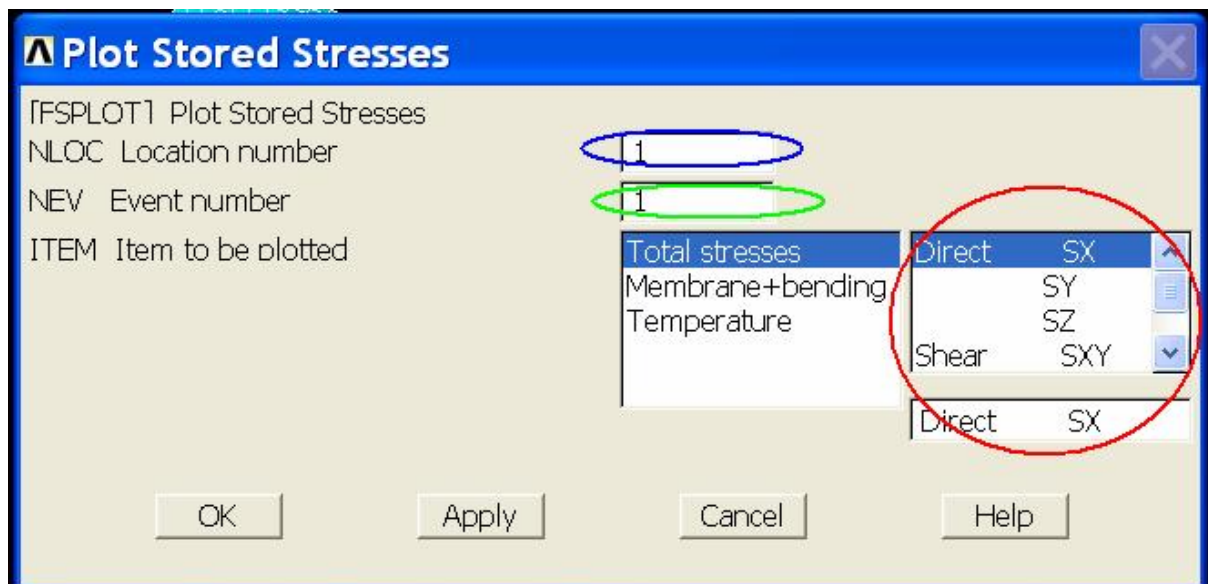 Plot Stored Stresses
[FSPLOT] Plot Stored Stresses
NLOC Location number 1
NEV Event number 1
ITEM Item to be plotted
Total stresses
Membrane+bending
Temperature
Direct SX
SY
SZ
Shear SXY
Direct SX
OK Apply Cancel Help